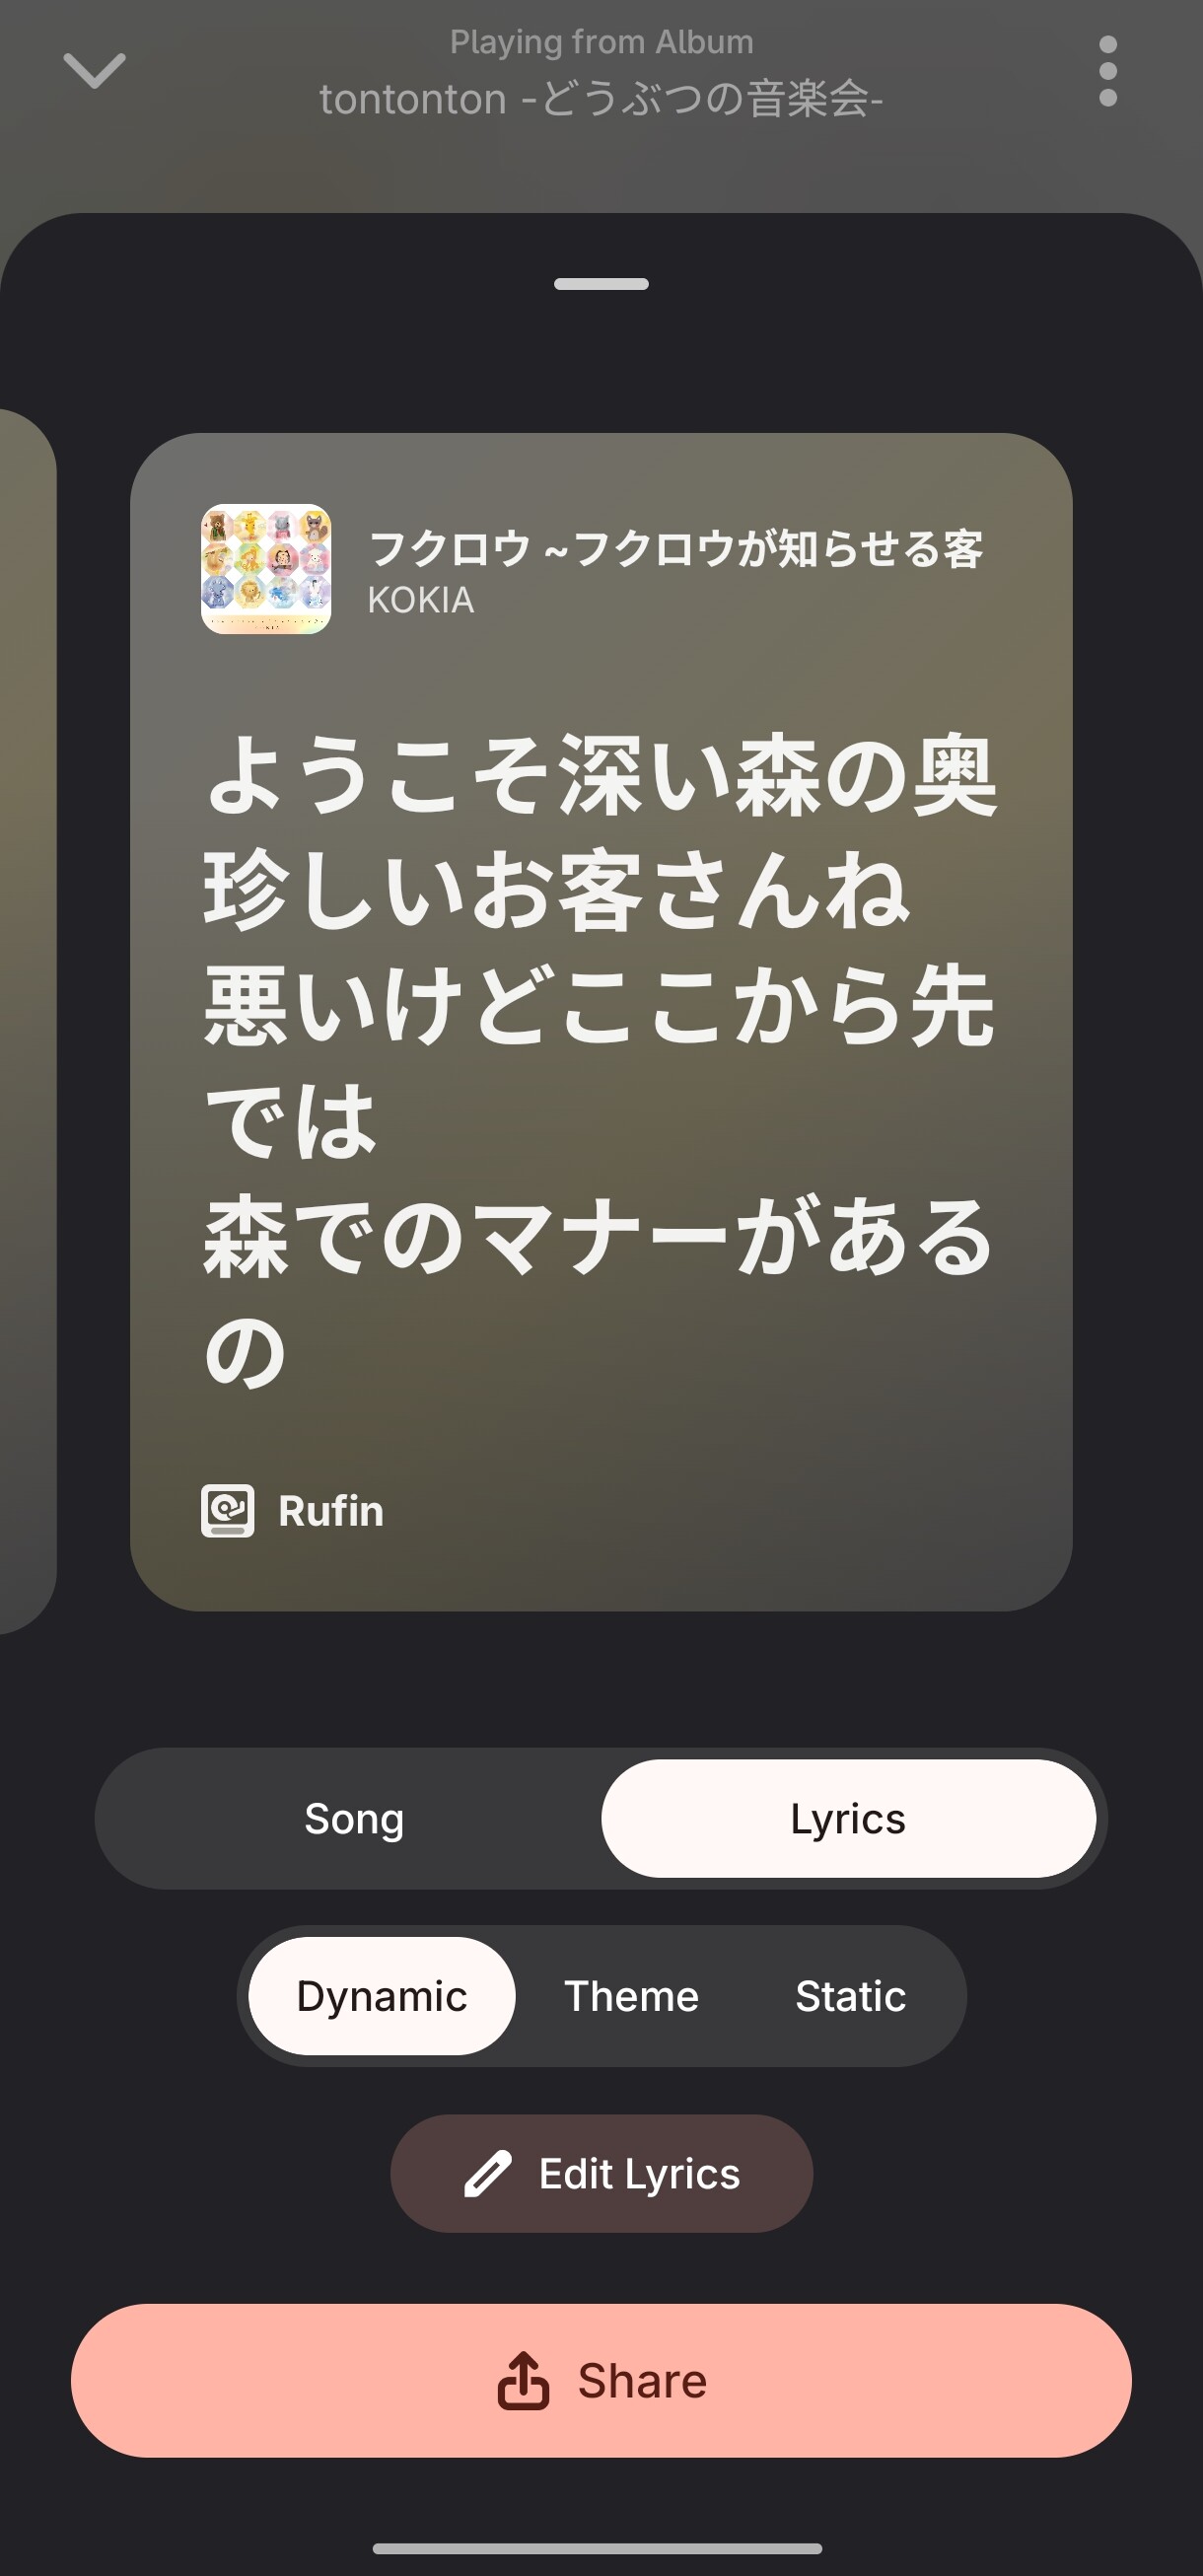 Playing from Album
tontonton -どうぶつの音楽会-
フクロウ ~フクロウが知らせる客
KOKIA
ようこそ深い森の奥
珍しいお客さんね
悪いけどここから先
では
森でのマナーがある
の
Rufin
Song
Lyrics
Dynamic
Theme
Static
Edit Lyrics
Share